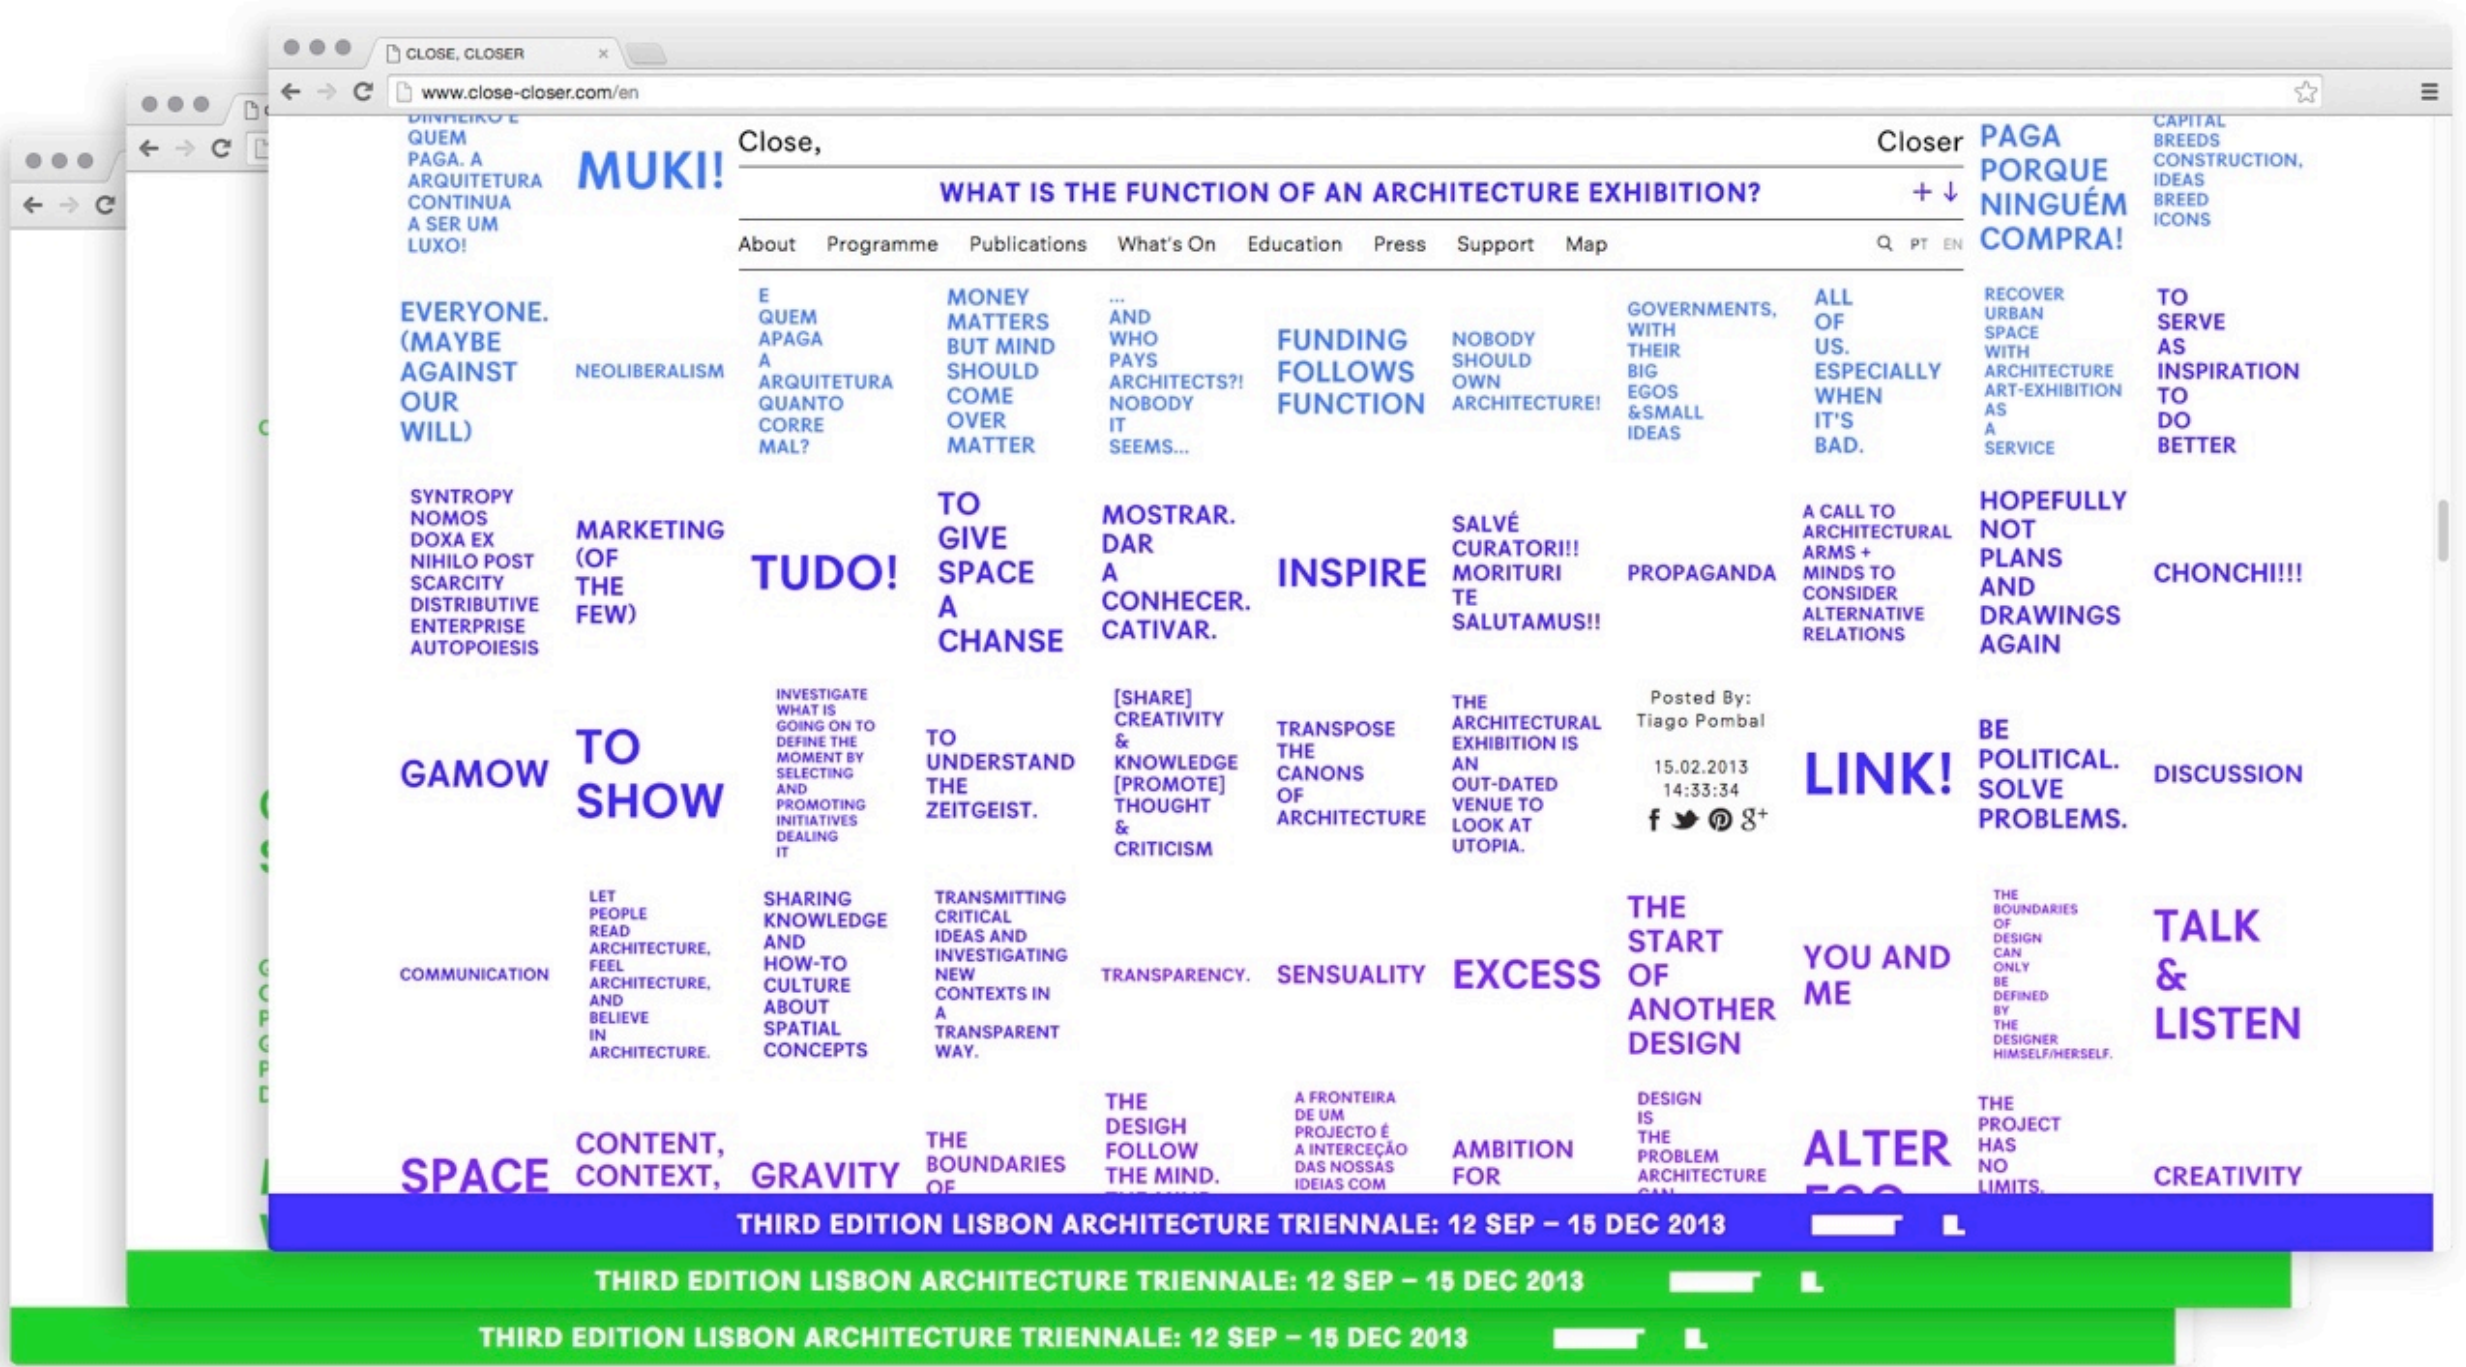 CLOSE, CLOSER
www.close-closer.com/en
DINHEIRO E
QUEM
PAGA. A
ARQUITETURA
CONTINUA
A SER UM
LUXO!
MUKI!
Close,
Closer
WHAT IS THE FUNCTION OF AN ARCHITECTURE EXHIBITION?
+ ↓
About Programme Publications What's On Education Press Support Map
PT EN
PAGA
PORQUE
NINGUÉM
COMPRA!
CAPITAL
BREEDS
CONSTRUCTION,
IDEAS
BREED
ICONS
EVERYONE.
(MAYBE
AGAINST
OUR
WILL)
NEOLIBERALISM
E
QUEM
APAGA
A
ARQUITETURA
QUANTO
CORRE
MAL?
MONEY
MATTERS
BUT MIND
SHOULD
COME
OVER
MATTER
...
AND
WHO
PAYS
ARCHITECTS?!
NOBODY
IT
SEEMS...
FUNDING
FOLLOWS
FUNCTION
NOBODY
SHOULD
OWN
ARCHITECTURE!
GOVERNMENTS,
WITH
THEIR
BIG
EGOS
&SMALL
IDEAS
ALL
OF
US.
ESPECIALLY
WHEN
IT'S
BAD.
RECOVER
URBAN
SPACE
WITH
ARCHITECTURE
ART-EXHIBITION
AS
A
SERVICE
TO
SERVE
AS
INSPIRATION
TO
DO
BETTER
SYNTROPY
NOMOS
DOXA EX
NIHILO POST
SCARCITY
DISTRIBUTIVE
ENTERPRISE
AUTOPOIESIS
MARKETING
(OF
THE
FEW)
TUDO!
TO
GIVE
SPACE
A
CHANSE
MOSTRAR.
DAR
A
CONHECER.
CATIVAR.
INSPIRE
SALVÉ
CURATORI!!
MORITURI
TE
SALUTAMUS!!
PROPAGANDA
A CALL TO
ARCHITECTURAL
ARMS +
MINDS TO
CONSIDER
ALTERNATIVE
RELATIONS
HOPEFULLY
NOT
PLANS
AND
DRAWINGS
AGAIN
CHONCHI!!!
GAMOW
TO
SHOW
INVESTIGATE
WHAT IS
GOING ON TO
DEFINE THE
MOMENT BY
SELECTING
AND
PROMOTING
INITIATIVES
DEALING
IT
TO
UNDERSTAND
THE
ZEITGEIST.
[SHARE]
CREATIVITY
&
KNOWLEDGE
[PROMOTE]
THOUGHT
&
CRITICISM
TRANSPOSE
THE
CANONS
OF
ARCHITECTURE
THE
ARCHITECTURAL
EXHIBITION IS
AN
OUT-DATED
VENUE TO
LOOK AT
UTOPIA.
Posted By:
Tiago Pombal
15.02.2013
14:33:34
LINK!
BE
POLITICAL.
SOLVE
PROBLEMS.
DISCUSSION
COMMUNICATION
LET
PEOPLE
READ
ARCHITECTURE,
FEEL
ARCHITECTURE,
AND
BELIEVE
IN
ARCHITECTURE.
SHARING
KNOWLEDGE
AND
HOW-TO
CULTURE
ABOUT
SPATIAL
CONCEPTS
TRANSMITTING
CRITICAL
IDEAS AND
INVESTIGATING
NEW
CONTEXTS IN
A
TRANSPARENT
WAY.
TRANSPARENCY.
SENSUALITY
EXCESS
THE
START
OF
ANOTHER
DESIGN
YOU AND
ME
THE
BOUNDARIES
OF
DESIGN
CAN
ONLY
BE
DEFINED
BY
THE
DESIGNER
HIMSELF/HERSELF.
TALK
&
LISTEN
SPACE
CONTENT,
CONTEXT,
GRAVITY
THE
BOUNDARIES
OF
THE
DESIGH
FOLLOW
THE MIND.
A FRONTEIRA
DE UM
PROJECTO É
A INTERCEÇÃO
DAS NOSSAS
IDEIAS COM
AMBITION
FOR
DESIGN
IS
THE
PROBLEM
ARCHITECTURE
CAN
ALTER
EGO
THE
PROJECT
HAS
NO
LIMITS.
CREATIVITY
THIRD EDITION LISBON ARCHITECTURE TRIENNALE: 12 SEP – 15 DEC 2013
THIRD EDITION LISBON ARCHITECTURE TRIENNALE: 12 SEP – 15 DEC 2013
THIRD EDITION LISBON ARCHITECTURE TRIENNALE: 12 SEP – 15 DEC 2013